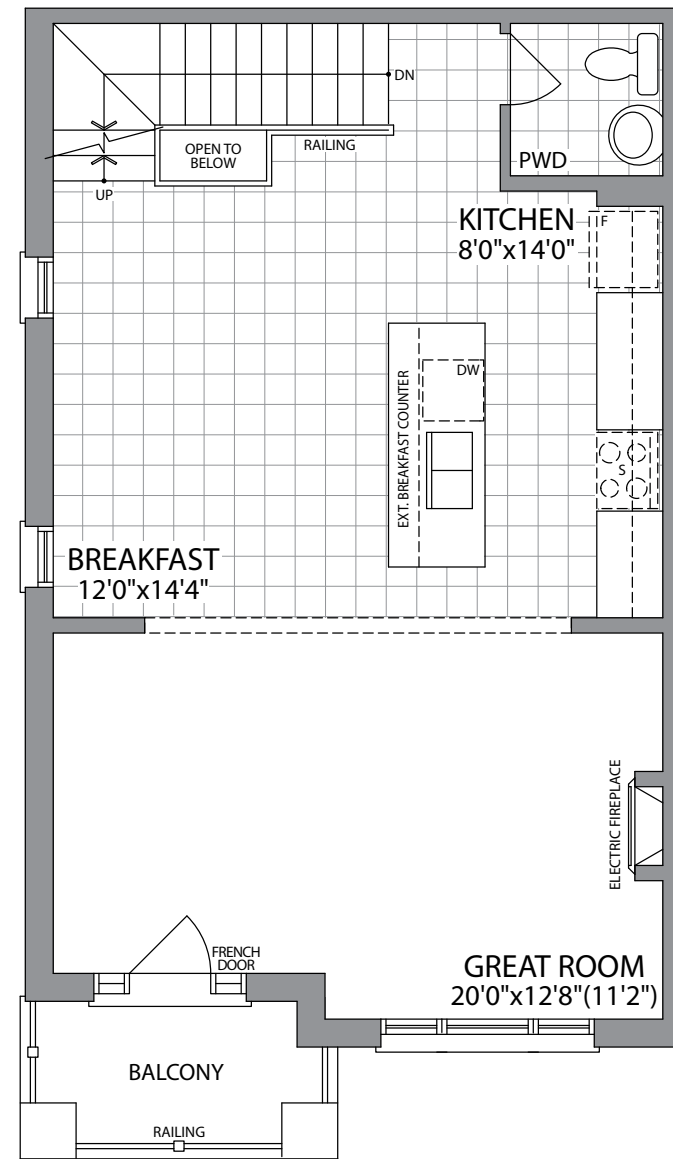 DN
OPEN TO
BELOW
RAILING
UP
PWD
KITCHEN
8'0"x14'0"
F
DW
EXT. BREAKFAST COUNTER
S
BREAKFAST
12'0"x14'4"
ELECTRIC FIREPLACE
FRENCH
DOOR
GREAT ROOM
20'0"x12'8"(11'2")
BALCONY
RAILING